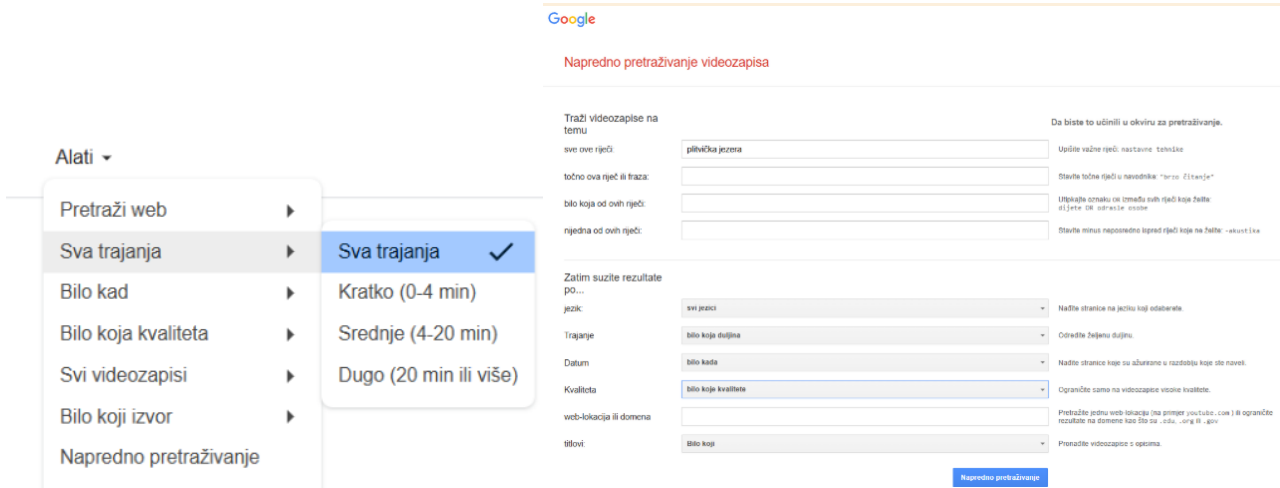 Alati
Pretraži web
Sva trajanja
Bilo kad
Bilo koja kvaliteta
Svi videozapisi
Bilo koji izvor
Napredno pretraživanje
Sva trajanja
Kratko (0-4 min)
Srednje (4-20 min)
Dugo (20 min ili više)
Google
Napredno pretraživanje videozapisa
Traži videozapise na
temu
Da biste to učinili u okviru za pretraživanje.
sve ove riječi:
plitvička jezera
Upišite važne riječi: nastavne tehnike
točno ova riječ ili fraza:
Stavite točne riječi u navodnike: "brzo čitanje"
bilo koja od ovih riječi:
Utipkajte oznaku OR između svih riječi koje želite:
dijete OR odrasle osobe
nijedna od ovih riječi:
Stavite minus neposredno ispred riječi koje ne želite: -akustika
Zatim suzite rezultate
po...
jezik:
svi jezici
Nađite stranice na jeziku koji odaberete.
Trajanje
bilo koja duljina
Odredite željenu duljinu.
Datum
bilo kada
Nađite stranice koje su ažurirane u razdoblju koje ste naveli.
Kvaliteta
bilo koje kvalitete
Ograničite samo na videozapise visoke kvalitete.
web-lokacija ili domena
Pretražite jednu web-lokaciju (na primjer youtube.com ) ili ograničite
rezultate na domene kao što su .edu, .org ili .gov
titlovi:
Bilo koji
Pronađite videozapise s opisima.
Napredno pretraživanje